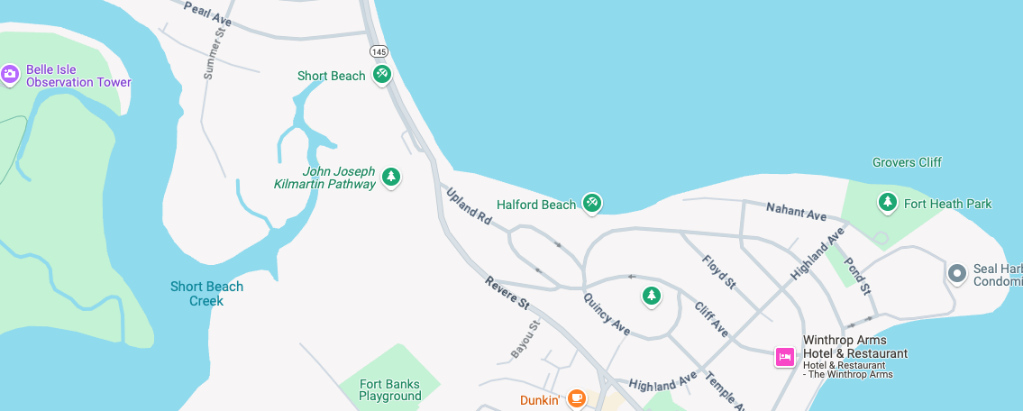 Pearl Ave
Summer St
145
Belle Isle
Observation Tower
Short Beach
John Joseph
Kilmartin Pathway
Upland Rd
Halford Beach
Grovers Cliff
Fort Heath Park
Nahant Ave
Highland Ave
Pond St
Floyd St
Seal Har
Condomi
Short Beach
Creek
Revere St
Quincy Ave
Cliff Ave
Bayou St
Winthrop Arms
Hotel & Restaurant
Hotel & Restaurant
- The Winthrop Arms
Fort Banks
Playground
Highland Ave
Temple Ave
Dunkin'